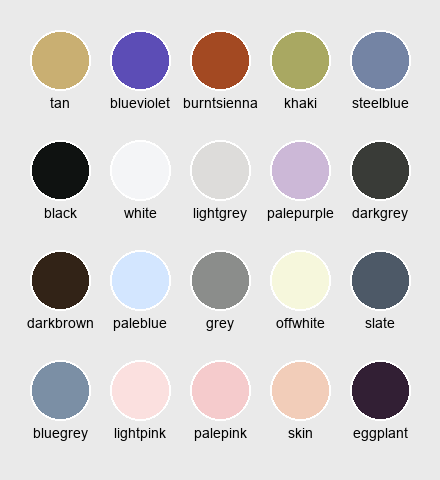 tan blueviolet burntsienna khaki steelblue
black white lightgrey palepurple darkgrey
darkbrown paleblue grey offwhite slate
bluegrey lightpink palepink skin eggplant